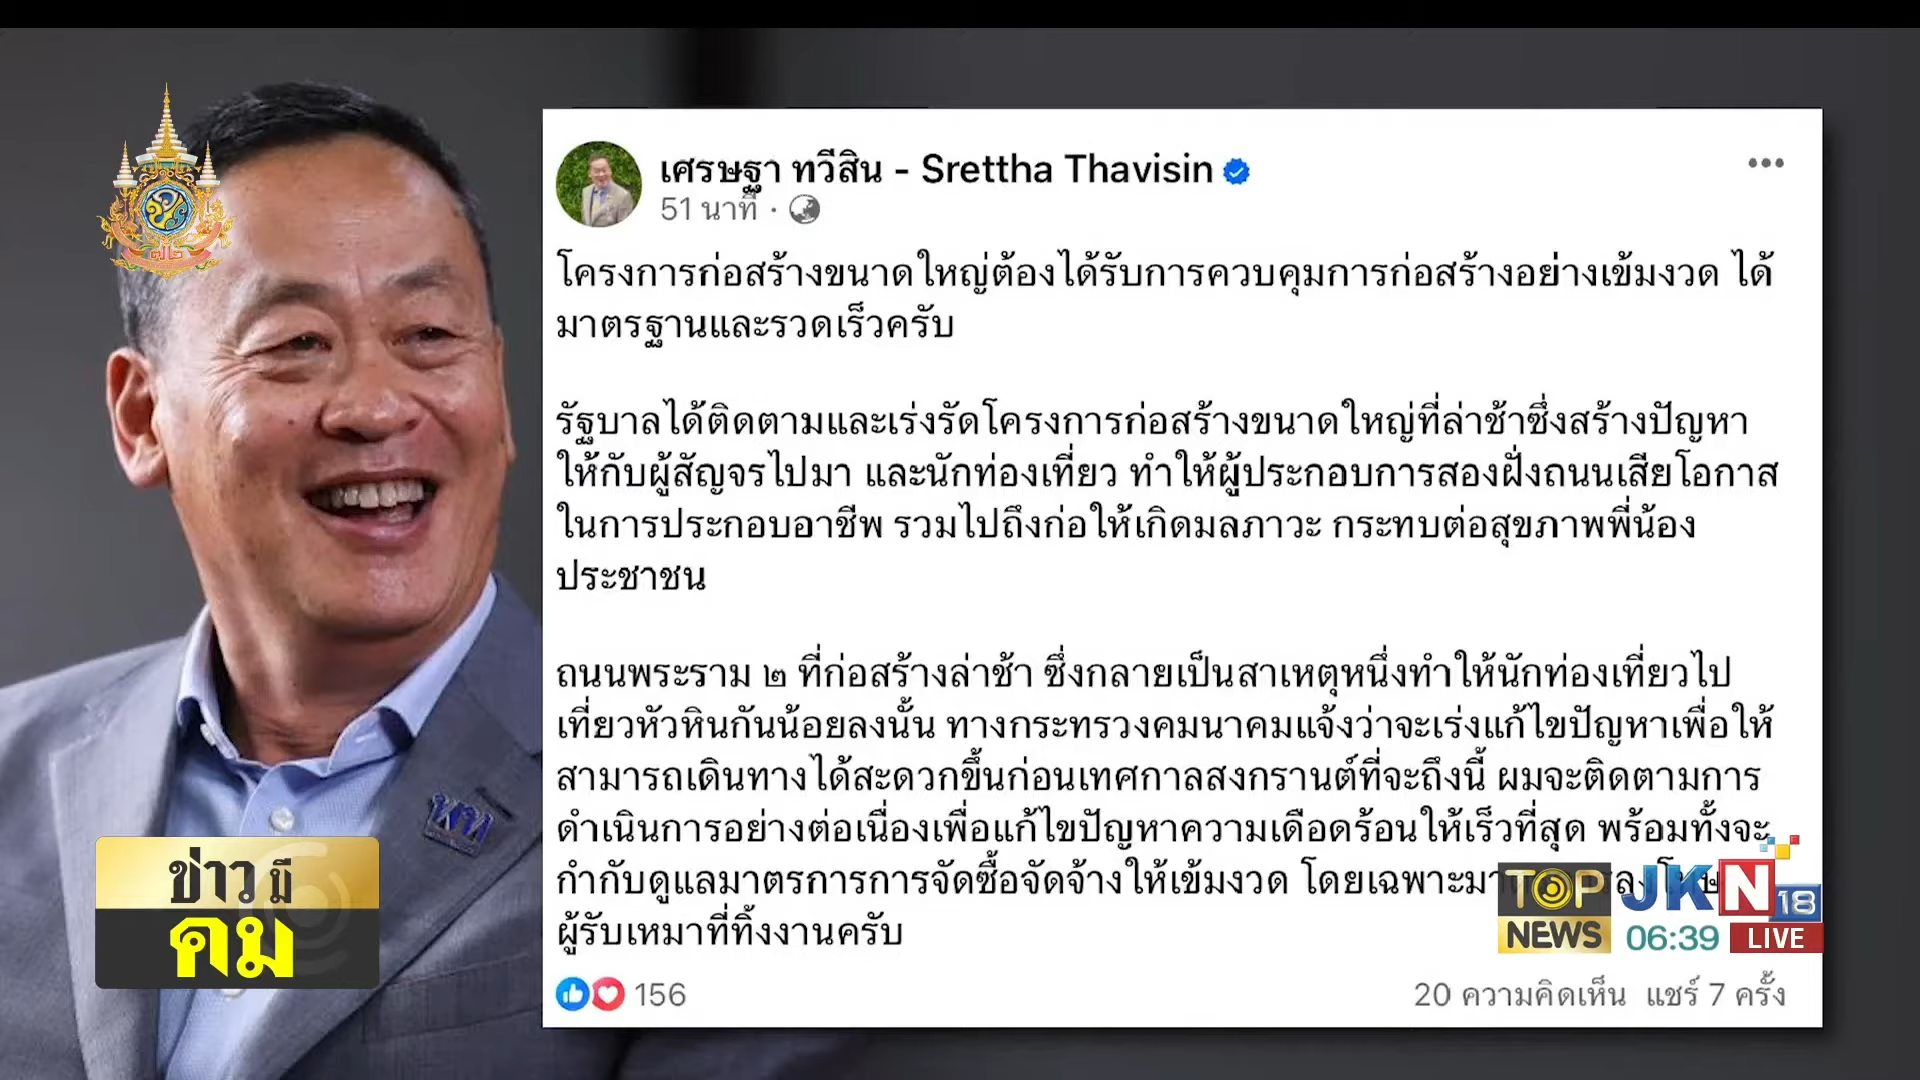 เศรษฐา ทวีสิน - Srettha Thavisin
51 นาที ·
โครงการก่อสร้างขนาดใหญ่ต้องได้รับการควบคุมการก่อสร้างอย่างเข้มงวด ได้
มาตรฐานและรวดเร็วครับ
รัฐบาลได้ติดตามและเร่งรัดโครงการก่อสร้างขนาดใหญ่ที่ล่าช้าซึ่งสร้างปัญหา
ให้กับผู้สัญจรไปมา และนักท่องเที่ยว ทำให้ผู้ประกอบการสองฝั่งถนนเสียโอกาส
ในการประกอบอาชีพ รวมไปถึงก่อให้เกิดมลภาวะ กระทบต่อสุขภาพพี่น้อง
ประชาชน
ถนนพระราม ๒ ที่ก่อสร้างล่าช้า ซึ่งกลายเป็นสาเหตุหนึ่งทำให้นักท่องเที่ยวไป
เที่ยวหัวหินกันน้อยลงนั้น ทางกระทรวงคมนาคมแจ้งว่าจะเร่งแก้ไขปัญหาเพื่อให้
สามารถเดินทางได้สะดวกขึ้นก่อนเทศกาลสงกรานต์ที่จะถึงนี้ ผมจะติดตามการ
ดำเนินการอย่างต่อเนื่องเพื่อแก้ไขปัญหาความเดือดร้อนให้เร็วที่สุด พร้อมทั้งจะ
กำกับดูแลมาตรการการจัดซื้อจัดจ้างให้เข้มงวด โดยเฉพาะ
ผู้รับเหมาที่ทิ้งงานครับ
156
20 ความคิดเห็น แชร์ 7 ครั้ง
๗๒
พท
ข่าวมี
คม
TOP
NEWS
JKN 18
06:39 LIVE